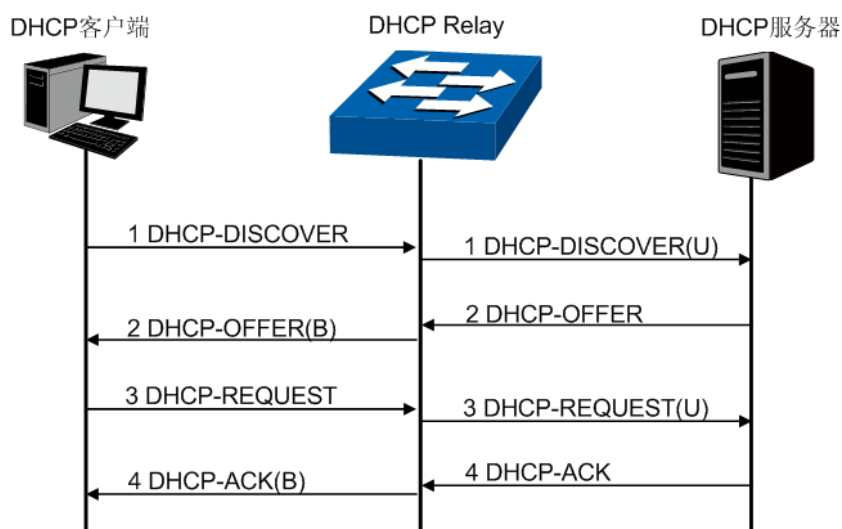 DHCP客户端
DHCP Relay
DHCP服务器
1 DHCP-DISCOVER
1 DHCP-DISCOVER(U)
2 DHCP-OFFER
2 DHCP-OFFER(B)
3 DHCP-REQUEST
3 DHCP-REQUEST(U)
4 DHCP-ACK
4 DHCP-ACK(B)